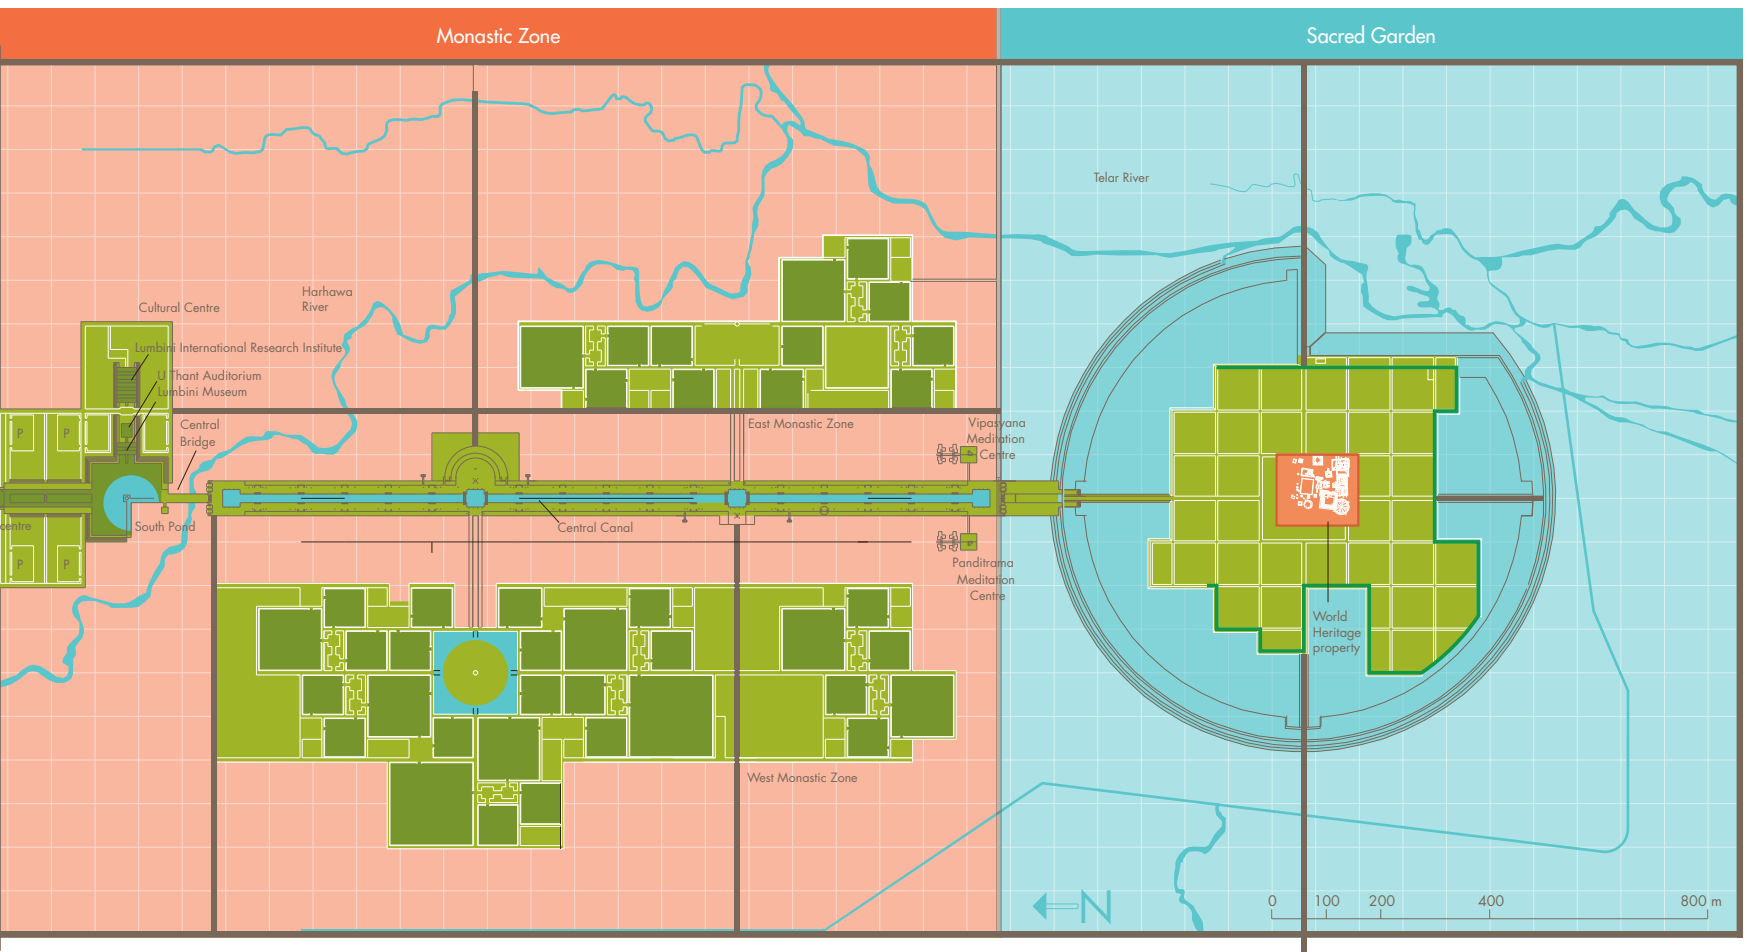 Monastic Zone
Sacred Garden
Telar River
Harhawa
River
Cultural Centre
Lumbini International Research Institute
U Thant Auditorium
Lumbini Museum
Central
Bridge
P
P
East Monastic Zone
Vipasyana
Meditation
Centre
centre
South Pond
Central Canal
P
P
Panditrama
Meditation
Centre
World
Heritage
property
West Monastic Zone
N
0 100 200 400 800 m